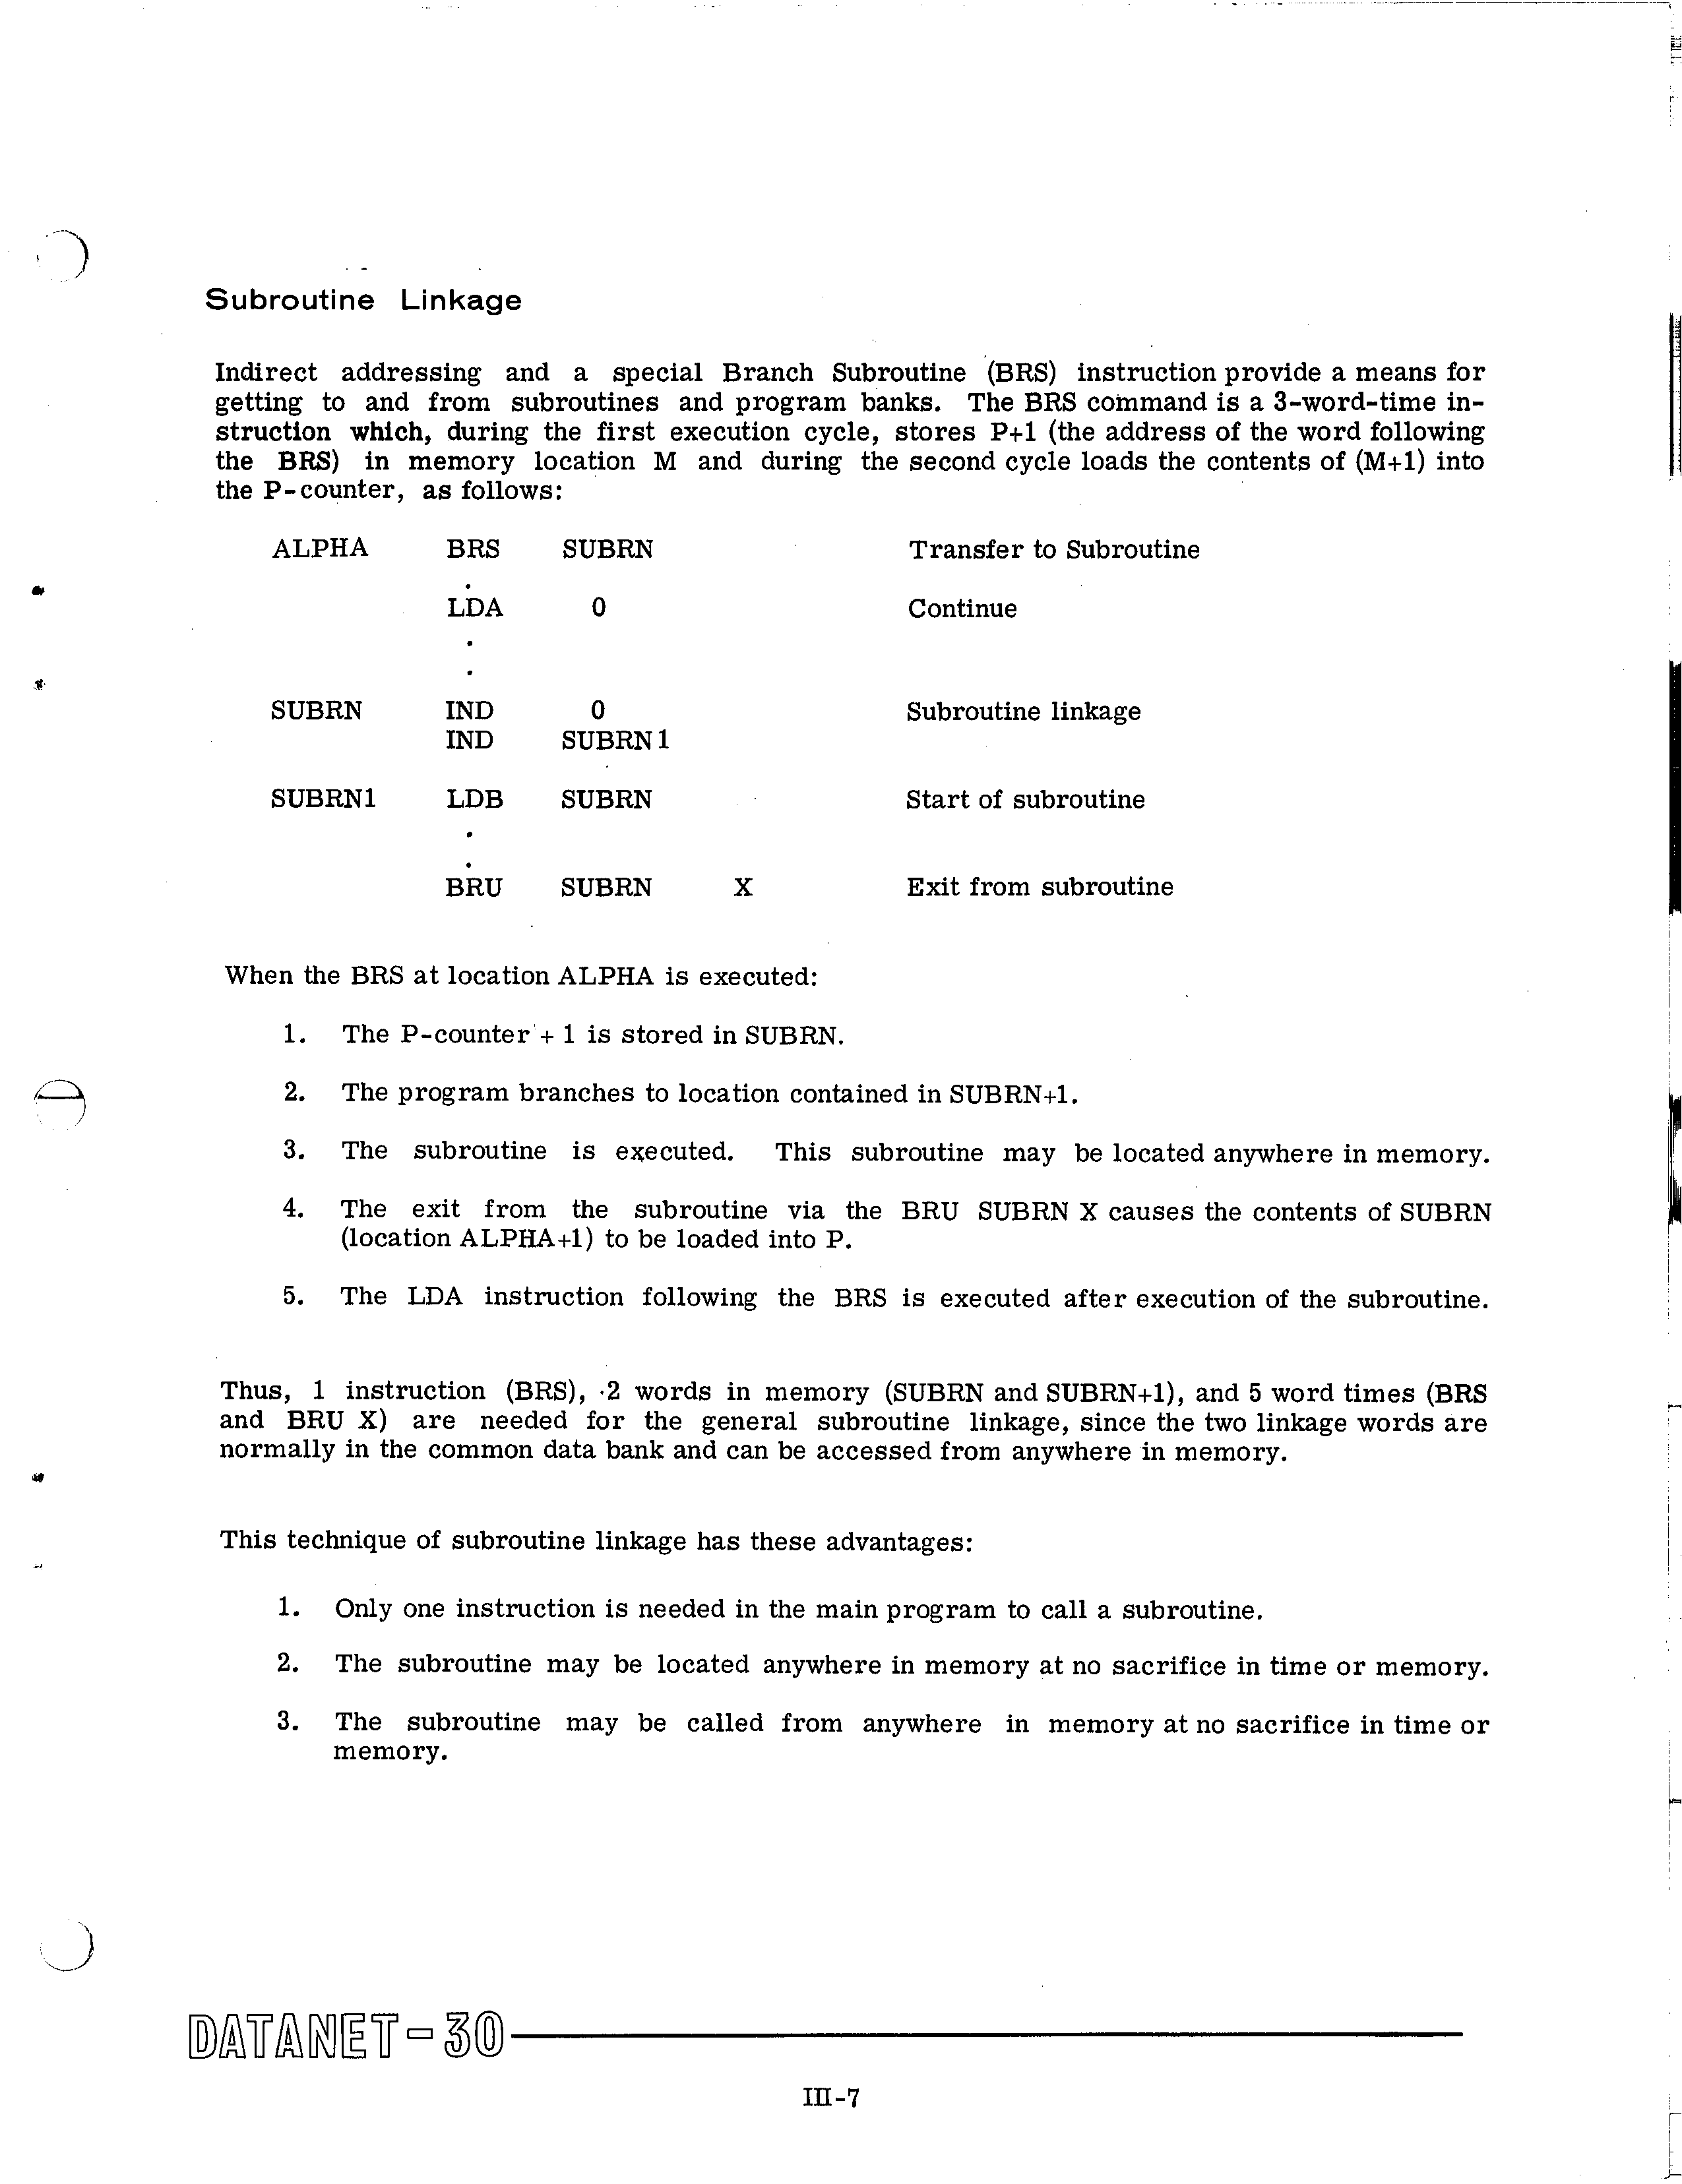 Subroutine Linkage
Indirect addressing and a special Branch Subroutine (BRS) instruction provide a means for
getting to and from subroutines and program banks. The BRS command is a 3-word-time in-
struction which, during the first execution cycle, stores P+1 (the address of the word following
the BRS) in memory location M and during the second cycle loads the contents of (M+1) into
the P-counter, as follows:
ALPHA BRS SUBRN Transfer to Subroutine
.
LDA 0 Continue
.
.
SUBRN IND 0 Subroutine linkage
IND SUBRN1
SUBRN1 LDB SUBRN Start of subroutine
.
.
BRU SUBRN X Exit from subroutine
When the BRS at location ALPHA is executed:
1. The P-counter + 1 is stored in SUBRN.
2. The program branches to location contained in SUBRN+1.
3. The subroutine is executed. This subroutine may be located anywhere in memory.
4. The exit from the subroutine via the BRU SUBRN X causes the contents of SUBRN
(location ALPHA+1) to be loaded into P.
5. The LDA instruction following the BRS is executed after execution of the subroutine.
Thus, 1 instruction (BRS), 2 words in memory (SUBRN and SUBRN+1), and 5 word times (BRS
and BRU X) are needed for the general subroutine linkage, since the two linkage words are
normally in the common data bank and can be accessed from anywhere in memory.
This technique of subroutine linkage has these advantages:
1. Only one instruction is needed in the main program to call a subroutine.
2. The subroutine may be located anywhere in memory at no sacrifice in time or memory.
3. The subroutine may be called from anywhere in memory at no sacrifice in time or
memory.
DATANET-30
III-7